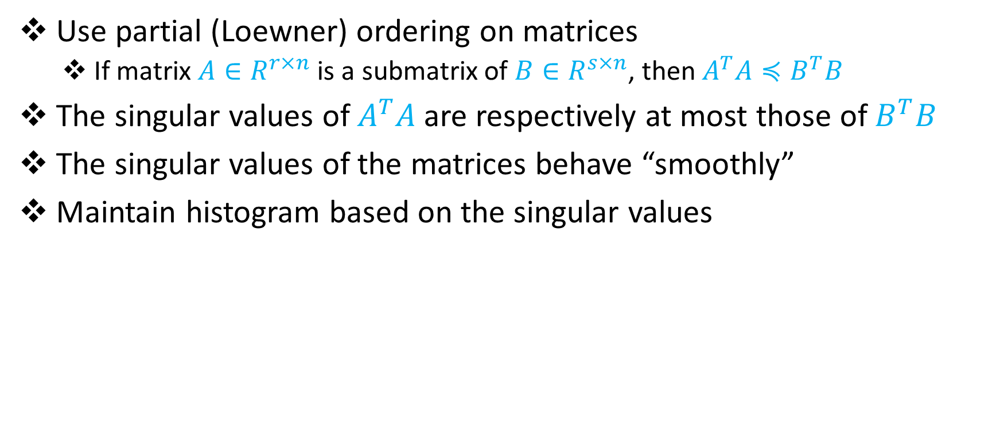 ❖ Use partial (Loewner) ordering on matrices
❖ If matrix $A \in R^{r \times n}$ is a submatrix of $B \in R^{s \times n}$, then $A^T A \preccurlyeq B^T B$
❖ The singular values of $A^T A$ are respectively at most those of $B^T B$
❖ The singular values of the matrices behave “smoothly”
❖ Maintain histogram based on the singular values